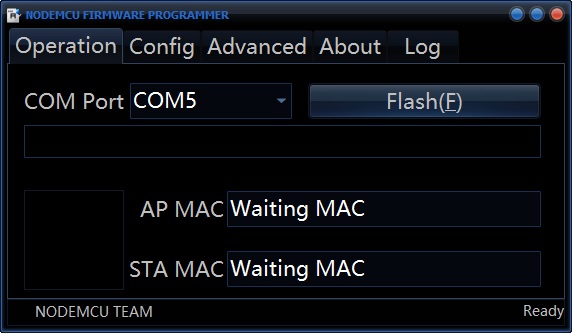 NODEMCU FIRMWARE PROGRAMMER
Operation Config Advanced About Log
COM Port COM5 Flash(F)
AP MAC Waiting MAC
STA MAC Waiting MAC
NODEMCU TEAM Ready